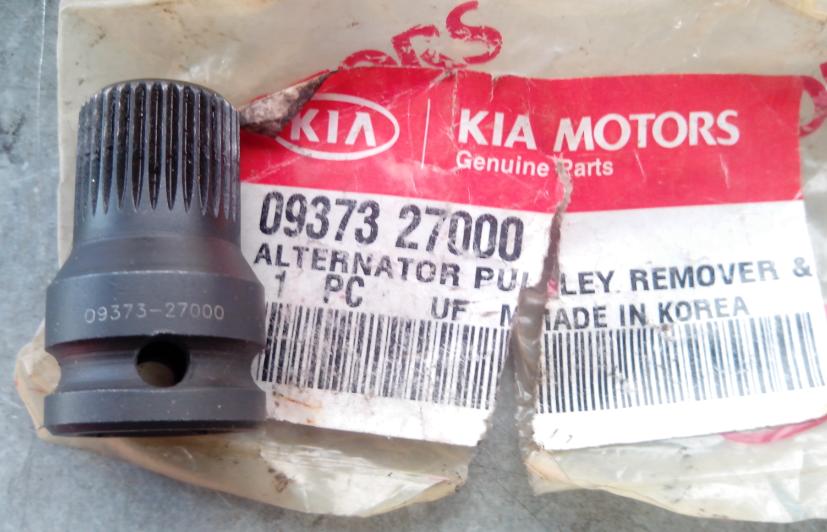 KIA
KIA MOTORS
Genuine Parts
09373 27000
ALTERNATOR PULLEY REMOVER &
1 PC UF MADE IN KOREA
09373-27000